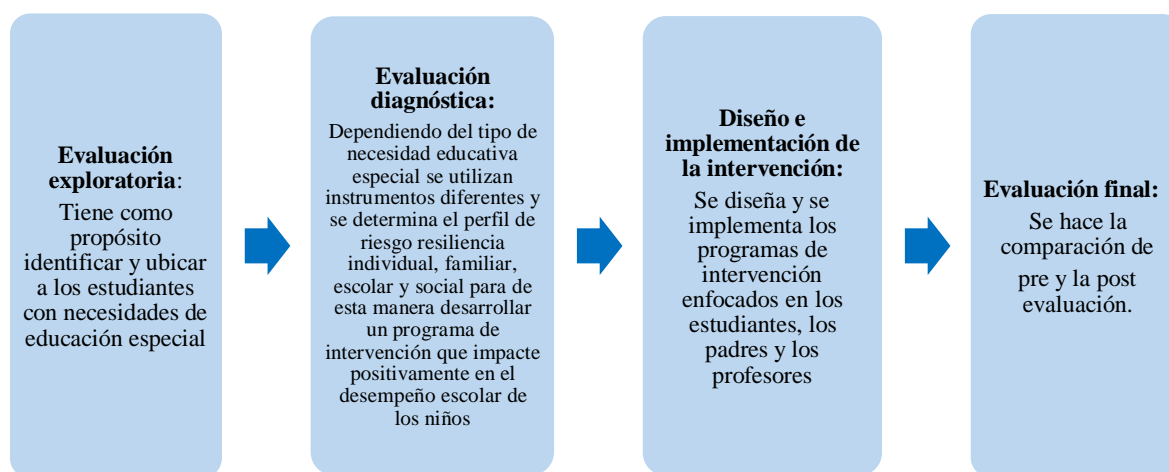 Evaluación
exploratoria:
Tiene como
propósito
identificar y ubicar
a los estudiantes
con necesidades de
educación especial
Evaluación
diagnóstica:
Dependiendo del tipo de
necesidad educativa
especial se utilizan
instrumentos diferentes y
se determina el perfil de
riesgo resiliencia
individual, familiar,
escolar y social para de
esta manera desarrollar
un programa de
intervención que impacte
positivamente en el
desempeño escolar de
los niños
Diseño e
implementación de
la intervención:
Se diseña y se
implementa los
programas de
intervención
enfocados en los
estudiantes, los
padres y los
profesores
Evaluación final:
Se hace la
comparación de
pre y la post
evaluación.